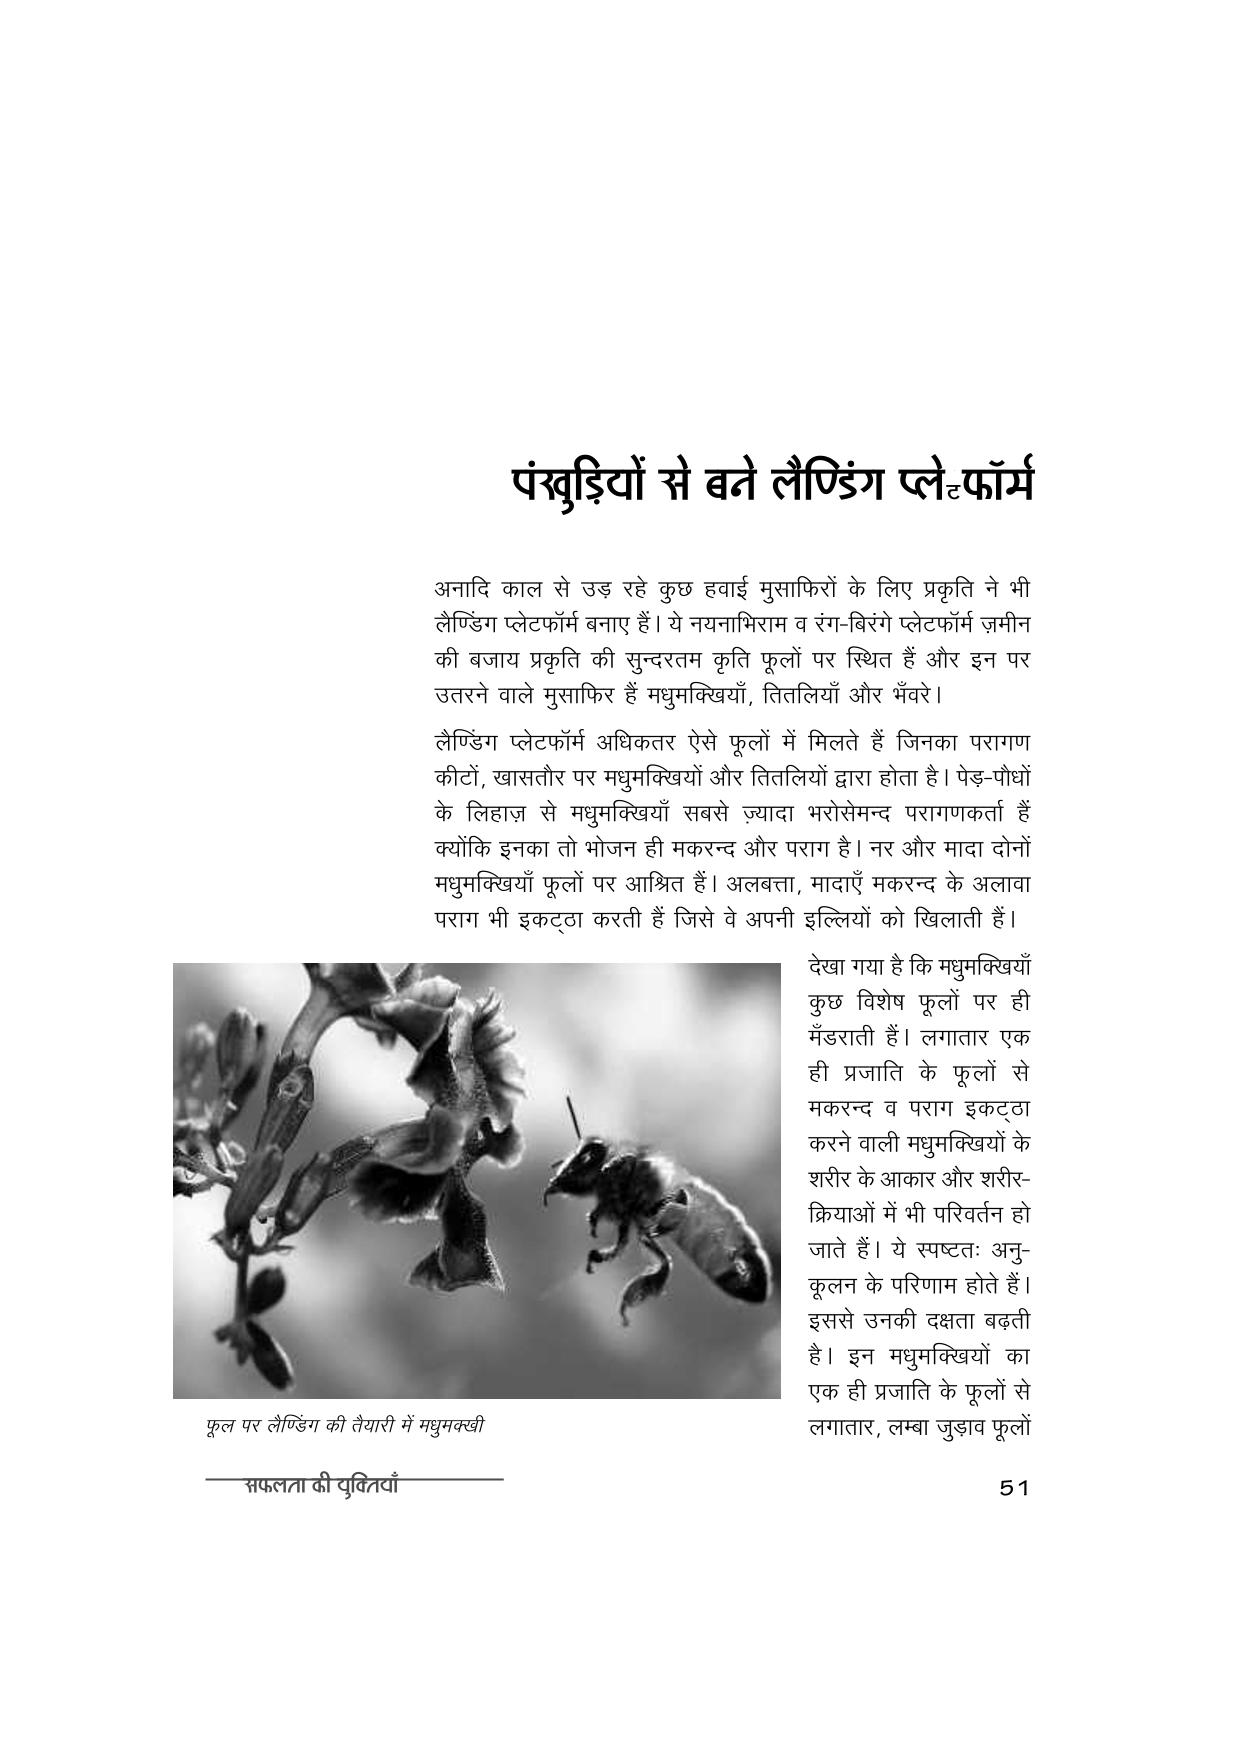 पंखुड़ियों से बने लैण्डिंग प्लेटफॉर्म
अनादि काल से उड़ रहे कुछ हवाई मुसाफिरों के लिए प्रकृति ने भी
लैण्डिंग प्लेटफॉर्म बनाए हैं। ये नयनाभिराम व रंग-बिरंगे प्लेटफॉर्म ज़मीन
की बजाय प्रकृति की सुन्दरतम कृति फूलों पर स्थित हैं और इन पर
उतरने वाले मुसाफिर हैं मधुमक्खियाँ, तितलियाँ और भँवरे।
लैण्डिंग प्लेटफॉर्म अधिकतर ऐसे फूलों में मिलते हैं जिनका परागण
कीटों, खासतौर पर मधुमक्खियों और तितलियों द्वारा होता है। पेड़-पौधों
के लिहाज़ से मधुमक्खियाँ सबसे ज़्यादा भरोसेमन्द परागणकर्ता हैं
क्योंकि इनका तो भोजन ही मकरन्द और पराग है। नर और मादा दोनों
मधुमक्खियाँ फूलों पर आश्रित हैं। अलबत्ता, मादाएँ मकरन्द के अलावा
पराग भी इकट्ठा करती हैं जिसे वे अपनी इल्लियों को खिलाती हैं।
देखा गया है कि मधुमक्खियाँ
कुछ विशेष फूलों पर ही
मँडराती हैं। लगातार एक
ही प्रजाति के फूलों से
मकरन्द व पराग इकट्ठा
करने वाली मधुमक्खियों के
शरीर के आकार और शरीर-
क्रियाओं में भी परिवर्तन हो
जाते हैं। ये स्पष्टतः अनु-
कूलन के परिणाम होते हैं।
इससे उनकी दक्षता बढ़ती
है। इन मधुमक्खियों का
एक ही प्रजाति के फूलों से
लगातार, लम्बा जुड़ाव फूलों
फूल पर लैण्डिंग की तैयारी में मधुमक्खी
सफलता की युक्तियाँ
51